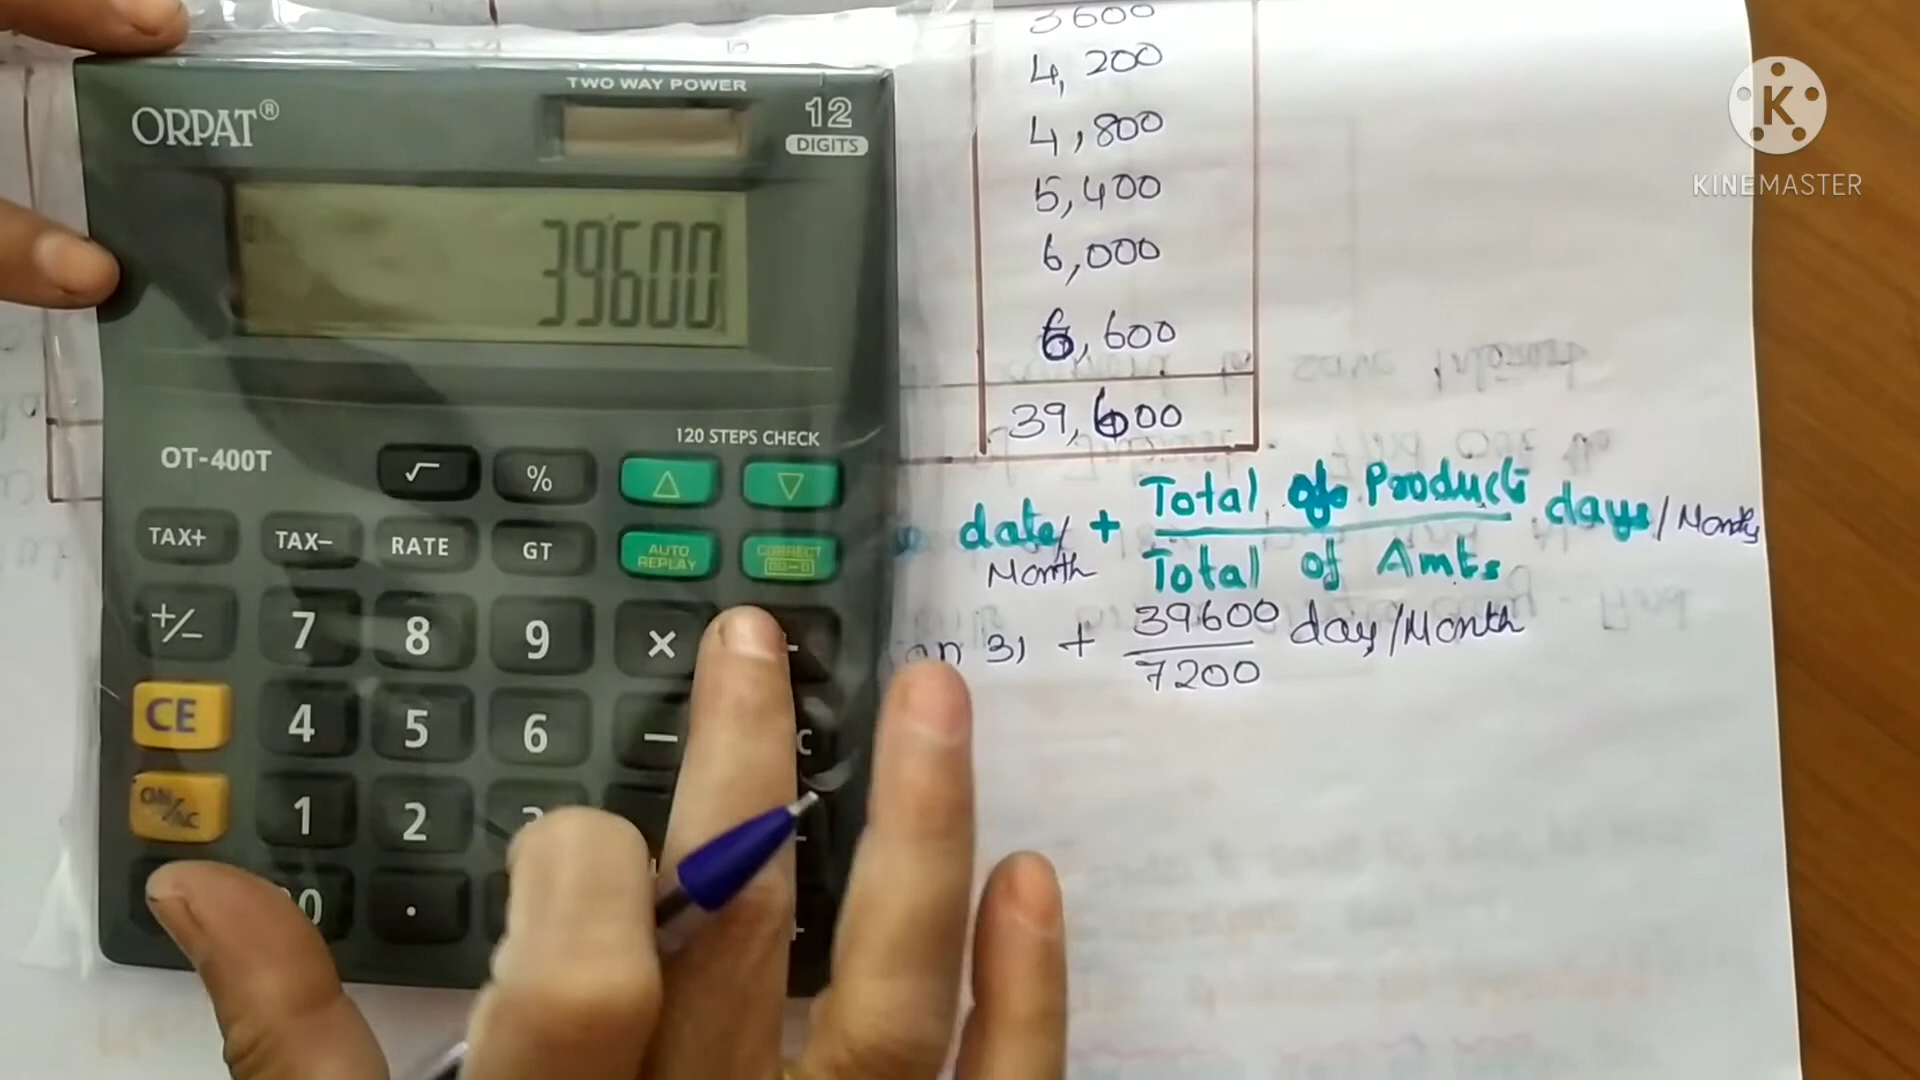 3600
4,200
4,800
5,400
6,000
6,600
39,600
TWO WAY POWER
ORPAT®
12
DIGITS
39600
120 STEPS CHECK
OT-400T
√ % △ ▽
TAX+ TAX- RATE GT AUTO REPLAY CORRECT
+/- 7 8 9 ×
CE 4 5 6 − C
ON/AC 1 2
0 ·
date/Month + Total of Product days/Months
Total of Amts
31 + 39600 day/Month
7200
K
KINEMASTER